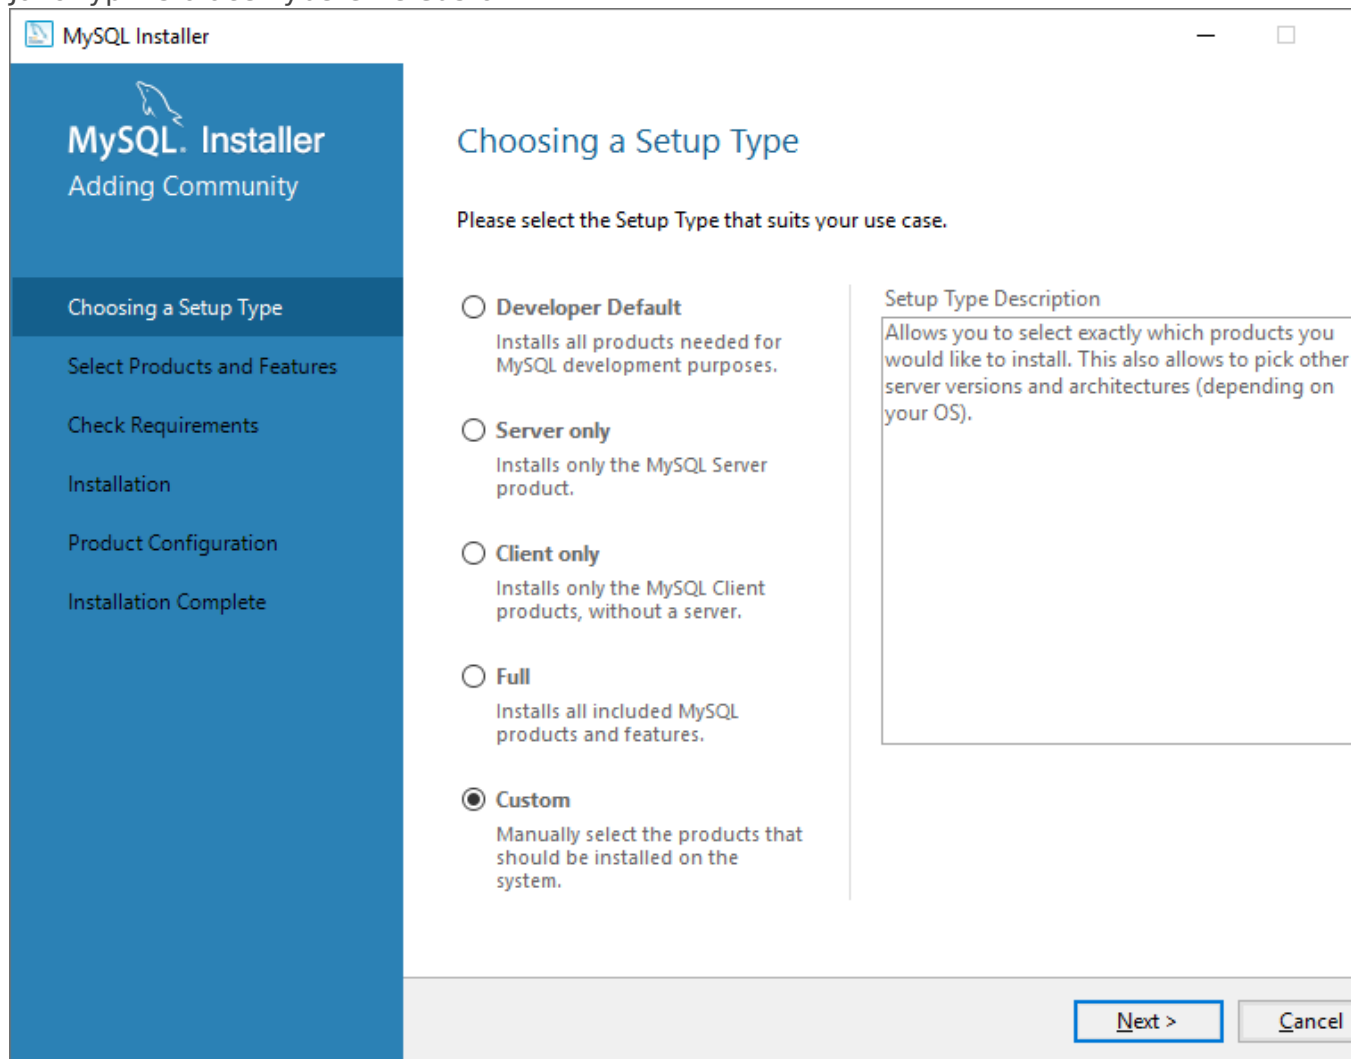 MySQL Installer
MySQL. Installer
Adding Community
Choosing a Setup Type
Select Products and Features
Check Requirements
Installation
Product Configuration
Installation Complete
Choosing a Setup Type
Please select the Setup Type that suits your use case.
Developer Default
Installs all products needed for
MySQL development purposes.
Server only
Installs only the MySQL Server
product.
Client only
Installs only the MySQL Client
products, without a server.
Full
Installs all included MySQL
products and features.
Custom
Manually select the products that
should be installed on the
system.
Setup Type Description
Allows you to select exactly which products you
would like to install. This also allows to pick other
server versions and architectures (depending on
your OS).
Next >
Cancel